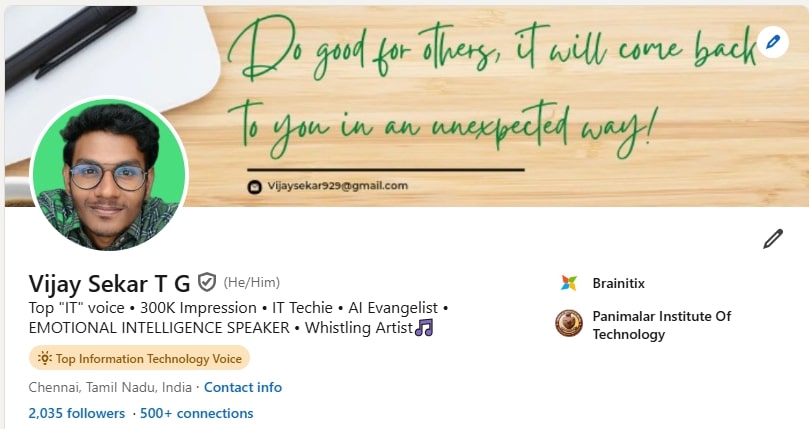 Do good for others, it will come back
to you in an unexpected way!
Vijaysekar929@gmail.com
Vijay Sekar T G (He/Him)
Top "IT" voice • 300K Impression • IT Techie • AI Evangelist •
EMOTIONAL INTELLIGENCE SPEAKER • Whistling Artist🎵
Top Information Technology Voice
Chennai, Tamil Nadu, India · Contact info
2,035 followers · 500+ connections
Brainitix
Panimalar Institute Of
Technology